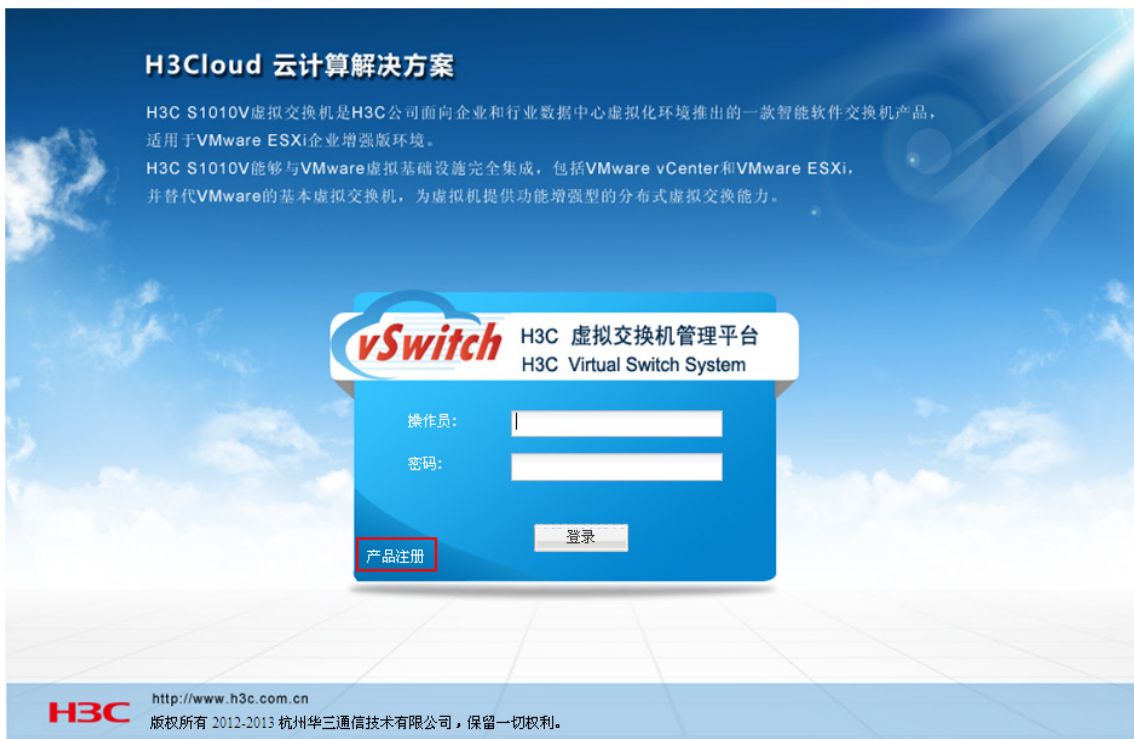 H3Cloud 云计算解决方案
H3C S1010V虚拟交换机是H3C公司面向企业和行业数据中心虚拟化环境推出的一款智能软件交换机产品，
适用于VMware ESXi企业增强版环境。
H3C S1010V能够与VMware虚拟基础设施完全集成，包括VMware vCenter和VMware ESXi，
并替代VMware的基本虚拟交换机，为虚拟机提供功能增强型的分布式虚拟交换能力。
vSwitch
H3C 虚拟交换机管理平台
H3C Virtual Switch System
操作员:
密码:
登录
产品注册
H3C
http://www.h3c.com.cn
版权所有 2012-2013 杭州华三通信技术有限公司，保留一切权利。